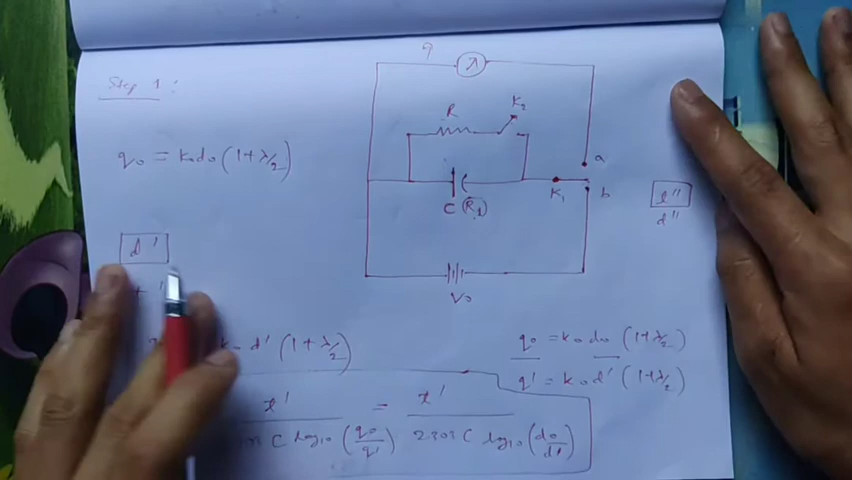 Step 1 :
q₀ = k₀d₀ (1+λ/2)
d'
k₀ d' (1+λ/2)
t' / C log₁₀ (q₀/q') = t' / 2.303 C log₁₀ (d₀/d')
q
λ
R
K₂
a
C (R₁)
K₁
b
V₀
t''
d''
q₀ = k₀d₀ (1+λ/2)
q' = k₀d' (1+λ/2)